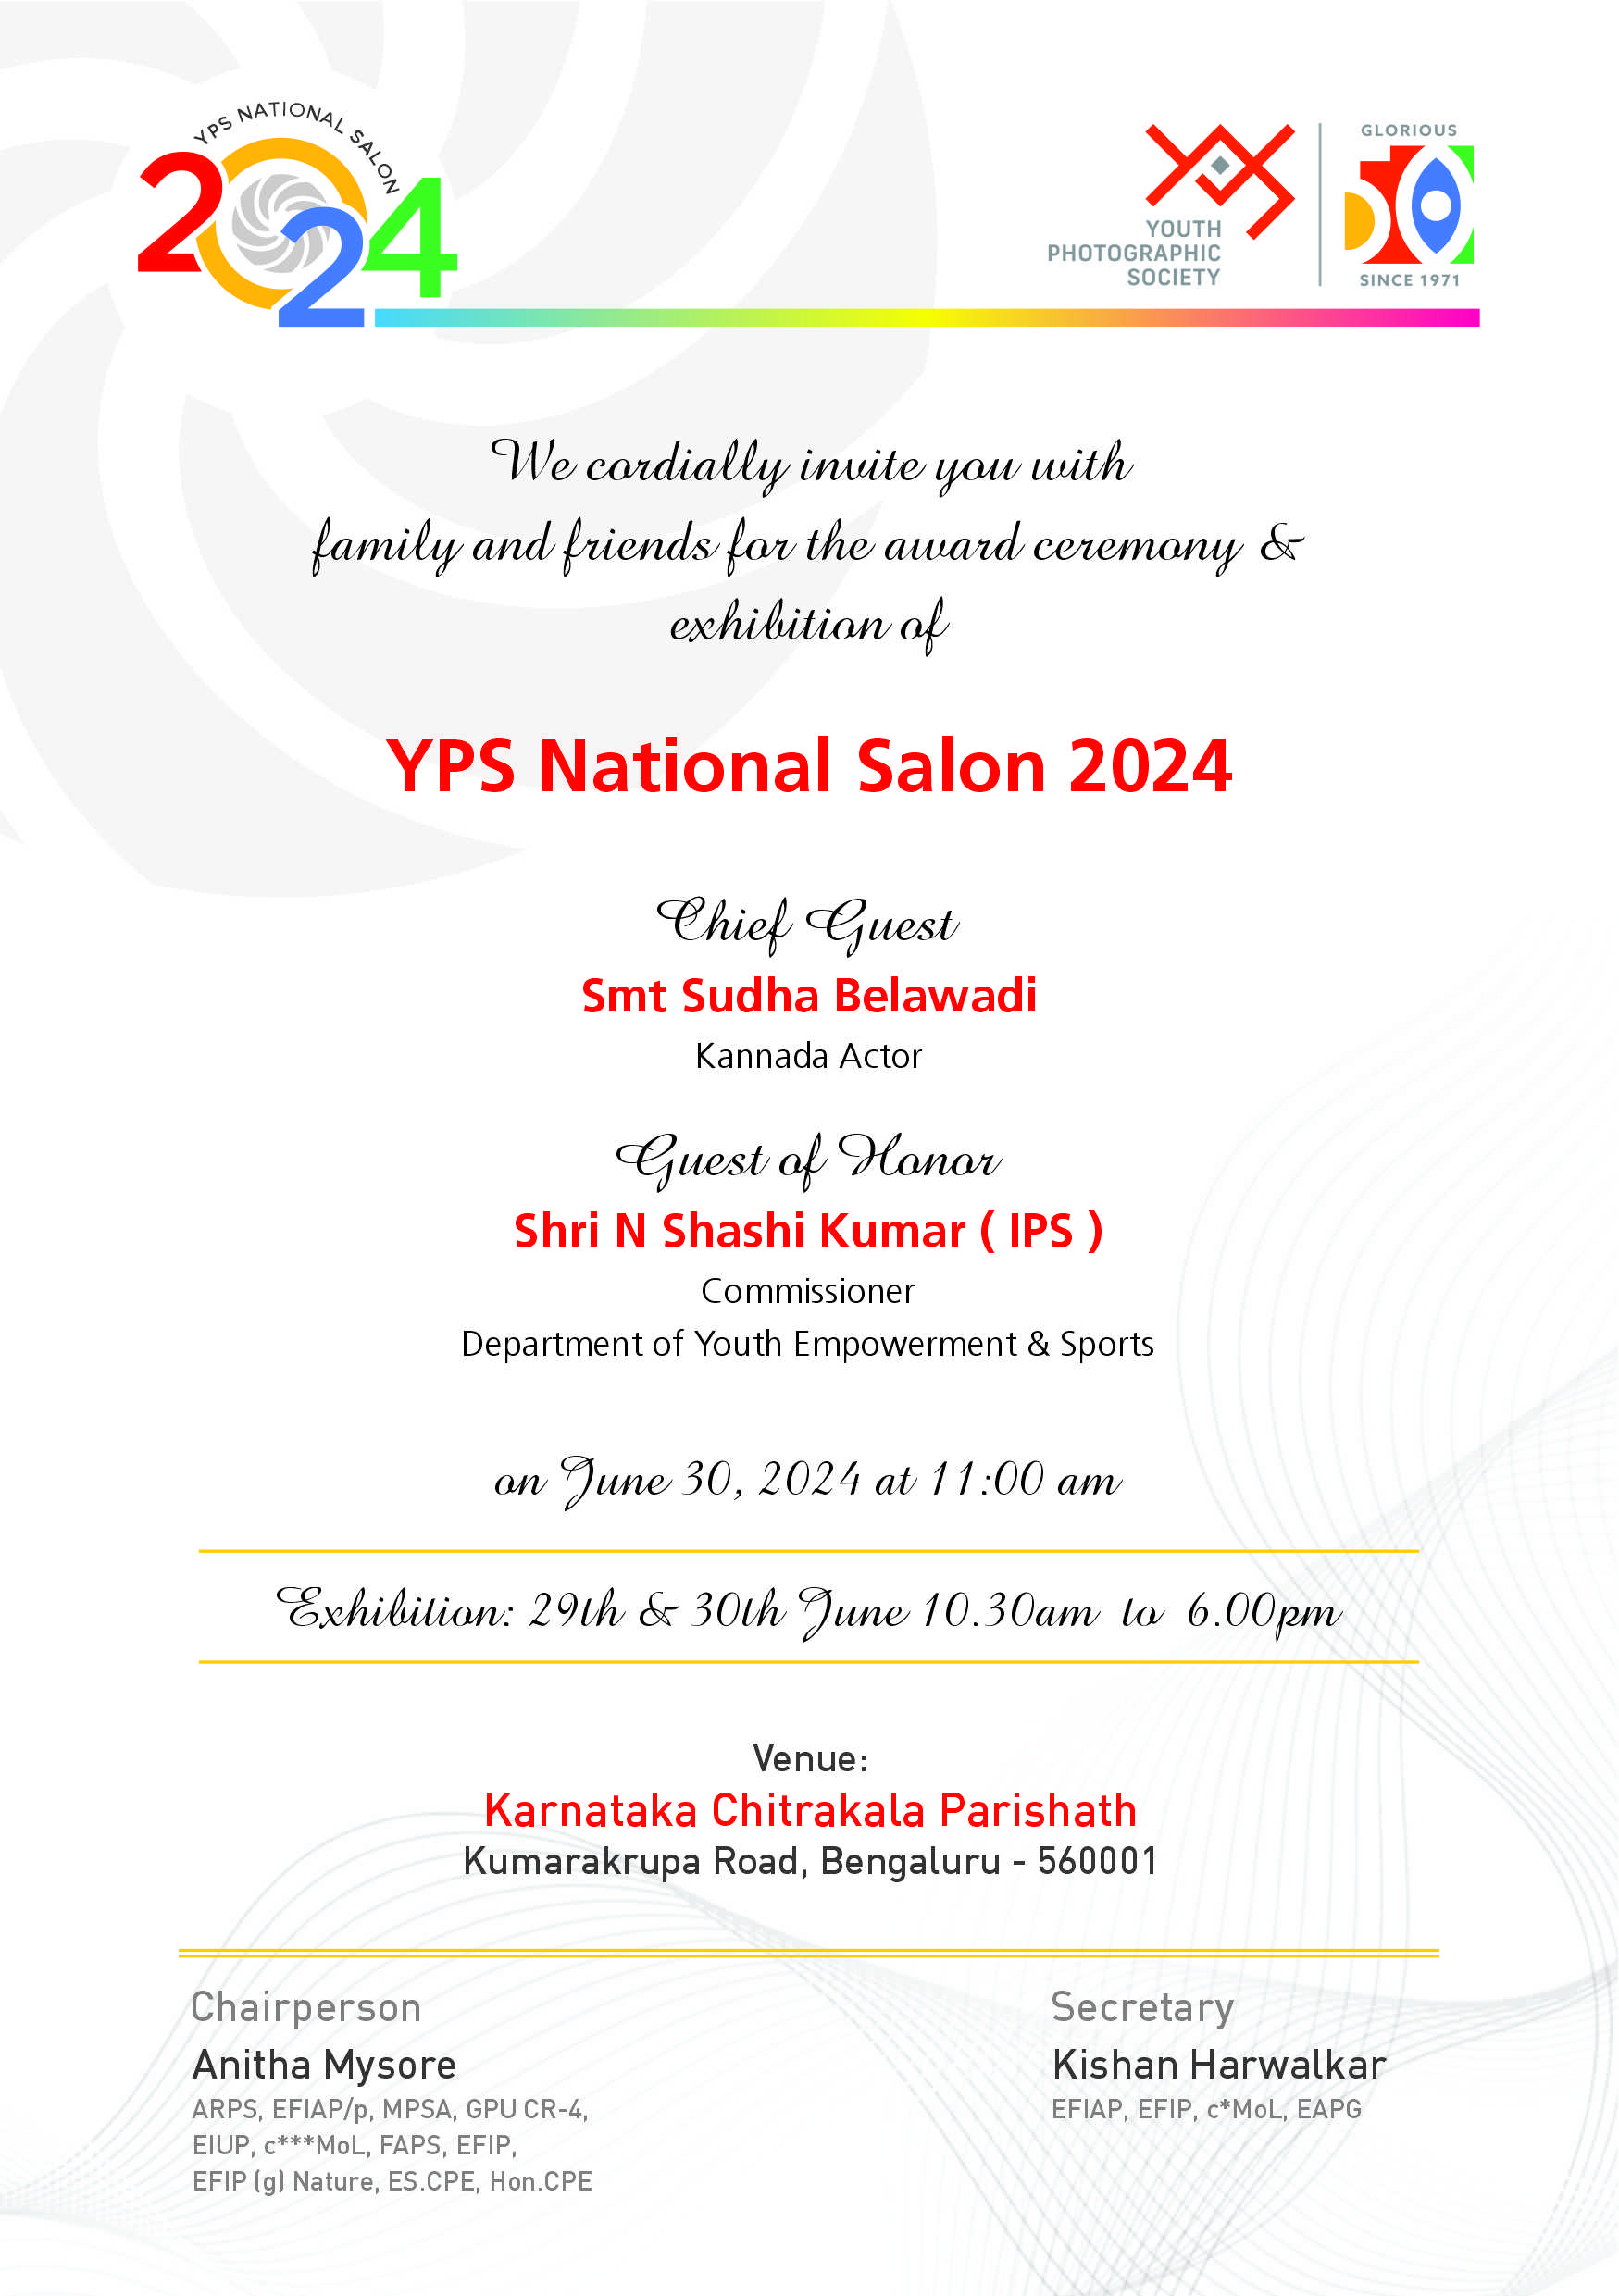 YPS NATIONAL SALON
2024
YOUTH
PHOTOGRAPHIC
SOCIETY
GLORIOUS
50
SINCE 1971
We cordially invite you with
family and friends for the award ceremony &
exhibition of
YPS National Salon 2024
Chief Guest
Smt Sudha Belawadi
Kannada Actor
Guest of Honor
Shri N Shashi Kumar ( IPS )
Commissioner
Department of Youth Empowerment & Sports
on June 30, 2024 at 11:00 am
Exhibition: 29th & 30th June 10.30am to 6.00pm
Venue:
Karnataka Chitrakala Parishath
Kumarakrupa Road, Bengaluru - 560001
Chairperson
Anitha Mysore
ARPS, EFIAP/p, MPSA, GPU CR-4,
EIUP, c***MoL, FAPS, EFIP,
EFIP (g) Nature, ES.CPE, Hon.CPE
Secretary
Kishan Harwalkar
EFIAP, EFIP, c*MoL, EAPG